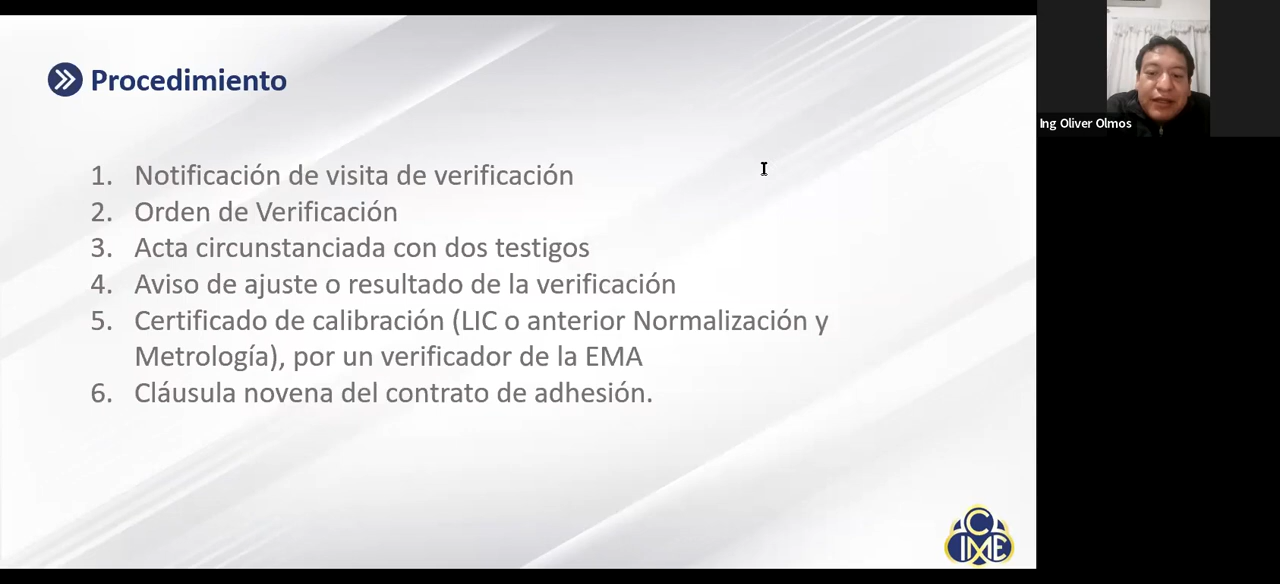 Procedimiento
1. Notificación de visita de verificación
2. Orden de Verificación
3. Acta circunstanciada con dos testigos
4. Aviso de ajuste o resultado de la verificación
5. Certificado de calibración (LIC o anterior Normalización y
Metrología), por un verificador de la EMA
6. Cláusula novena del contrato de adhesión.
Ing Oliver Olmos
CIME